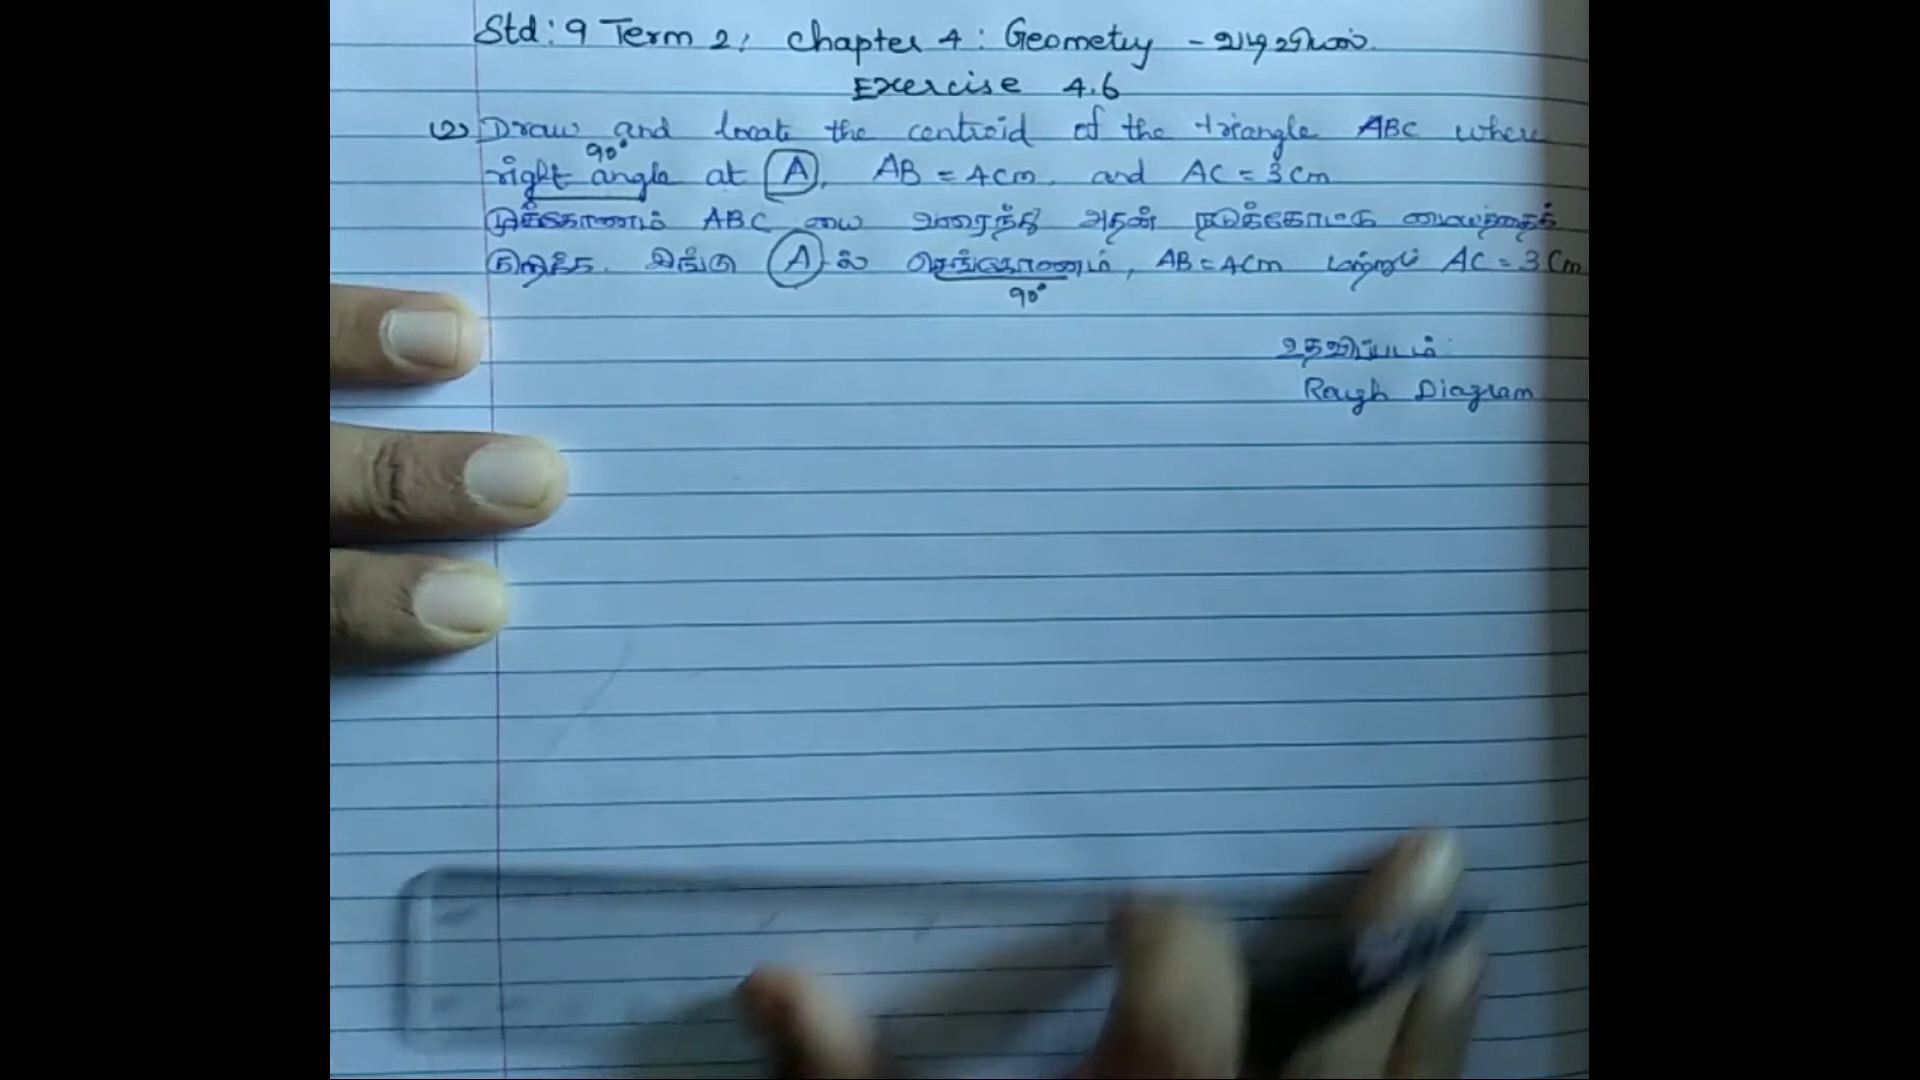 Std: 9 Term 2: Chapter 4: Geometry - வடிவியல்.
Exercise 4.6
2) Draw and locate the centroid of the triangle ABC where
90°
right angle at A, AB = 4cm, and AC = 3cm
முக்கோணம் ABC யை வரைந்து அதன் நடுக்கோட்டு மையத்தைக்
குறிக்க. இங்கு A-ல் செங்கோணம், AB=4cm மற்றும் AC=3cm
90°
உதவிப்படம்:
Rough Diagram